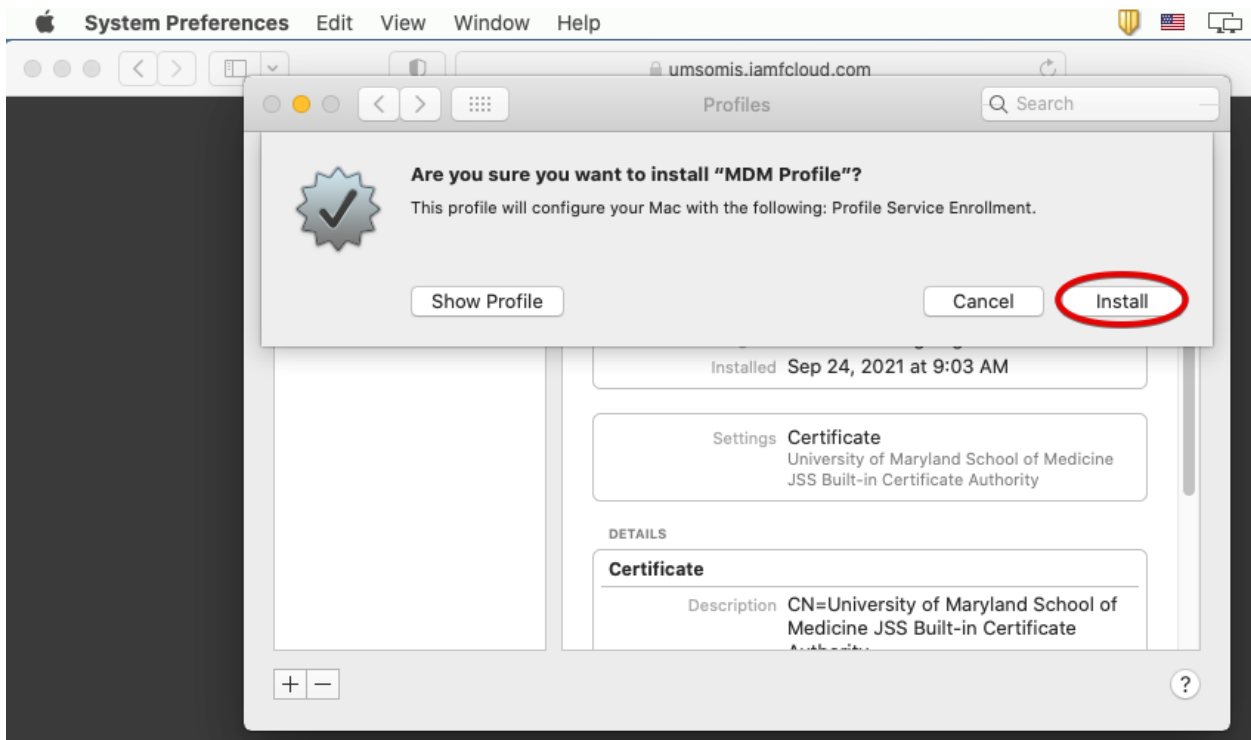 System Preferences Edit View Window Help
umsomis.jamfcloud.com
Profiles
Search
Are you sure you want to install “MDM Profile”?
This profile will configure your Mac with the following: Profile Service Enrollment.
Show Profile
Cancel
Install
Installed Sep 24, 2021 at 9:03 AM
Settings Certificate
University of Maryland School of Medicine
JSS Built-in Certificate Authority
DETAILS
Certificate
Description CN=University of Maryland School of
Medicine JSS Built-in Certificate
Authority
+ −
?